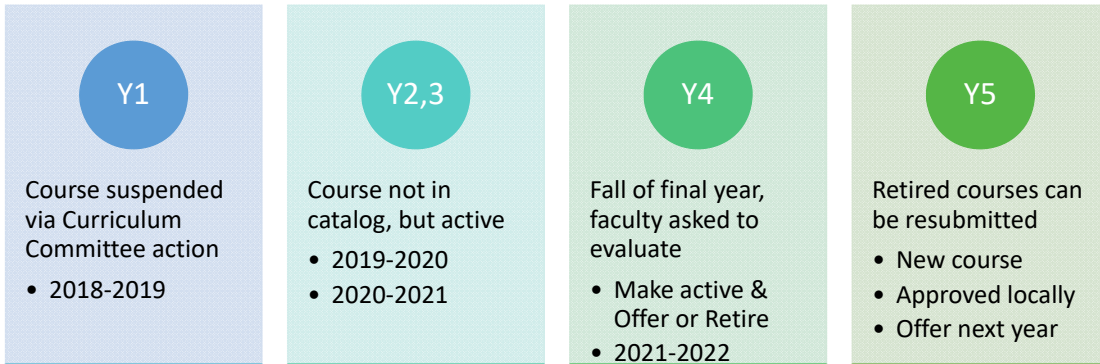 Y1
Course suspended
via Curriculum
Committee action
• 2018-2019
Y2,3
Course not in
catalog, but active
• 2019-2020
• 2020-2021
Y4
Fall of final year,
faculty asked to
evaluate
• Make active &
Offer or Retire
• 2021-2022
Y5
Retired courses can
be resubmitted
• New course
• Approved locally
• Offer next year